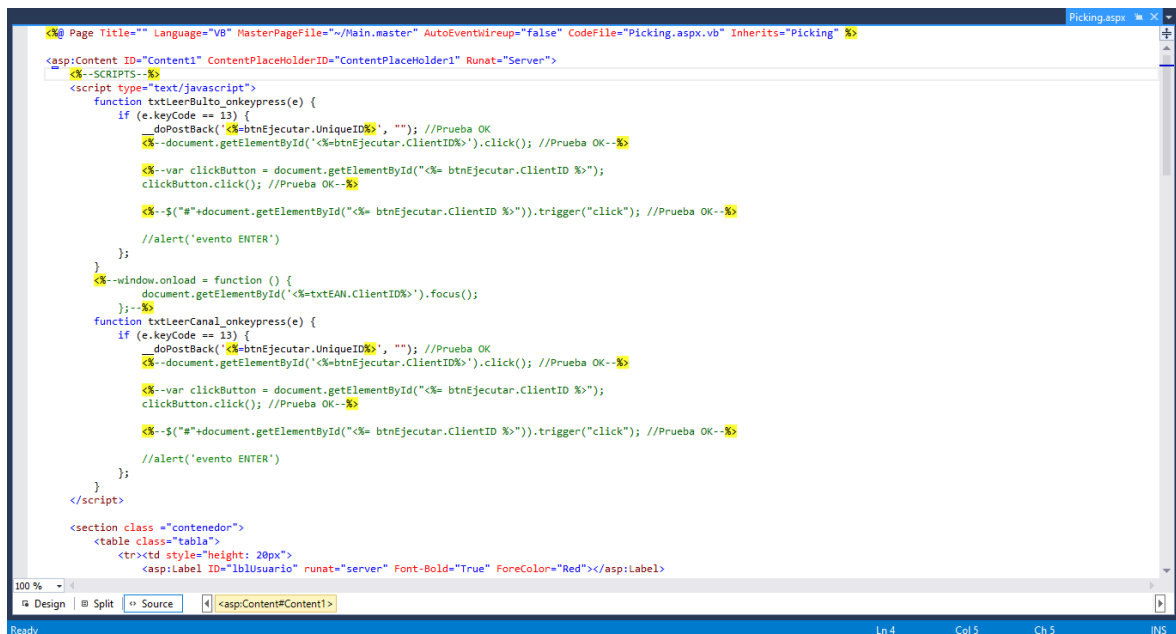 Picking.aspx
<%@ Page Title="" Language="VB" MasterPageFile="~/Main.master" AutoEventWireup="false" CodeFile="Picking.aspx.vb" Inherits="Picking" %>
<asp:Content ID="Content1" ContentPlaceHolderID="ContentPlaceHolder1" Runat="Server">
<%--SCRIPTS--%>
<script type="text/javascript">
function txtLeerBulto_onkeypress(e) {
if (e.keyCode == 13) {
__doPostBack('<%=btnEjecutar.UniqueID%>', ""); //Prueba OK
<%--document.getElementById('<%=btnEjecutar.ClientID%>').click(); //Prueba OK--%>
<%--var clickButton = document.getElementById("<%= btnEjecutar.ClientID %>");
clickButton.click(); //Prueba OK--%>
<%--$("#"+document.getElementById("<%= btnEjecutar.ClientID %>")).trigger("click"); //Prueba OK--%>
//alert('evento ENTER')
};
}
<%--window.onload = function () {
document.getElementById('<%=txtEAN.ClientID%>').focus();
};--%>
function txtLeerCanal_onkeypress(e) {
if (e.keyCode == 13) {
__doPostBack('<%=btnEjecutar.UniqueID%>', ""); //Prueba OK
<%--document.getElementById('<%=btnEjecutar.ClientID%>').click(); //Prueba OK--%>
<%--var clickButton = document.getElementById("<%= btnEjecutar.ClientID %>");
clickButton.click(); //Prueba OK--%>
<%--$("#"+document.getElementById("<%= btnEjecutar.ClientID %>")).trigger("click"); //Prueba OK--%>
//alert('evento ENTER')
};
}
</script>
<section class ="contenedor">
<table class="tabla">
<tr><td style="height: 20px">
<asp:Label ID="lblUsuario" runat="server" Font-Bold="True" ForeColor="Red"></asp:Label>
100 %
Design Split Source <asp:Content#Content1>
Ready Ln 4 Col 5 Ch 5 INS